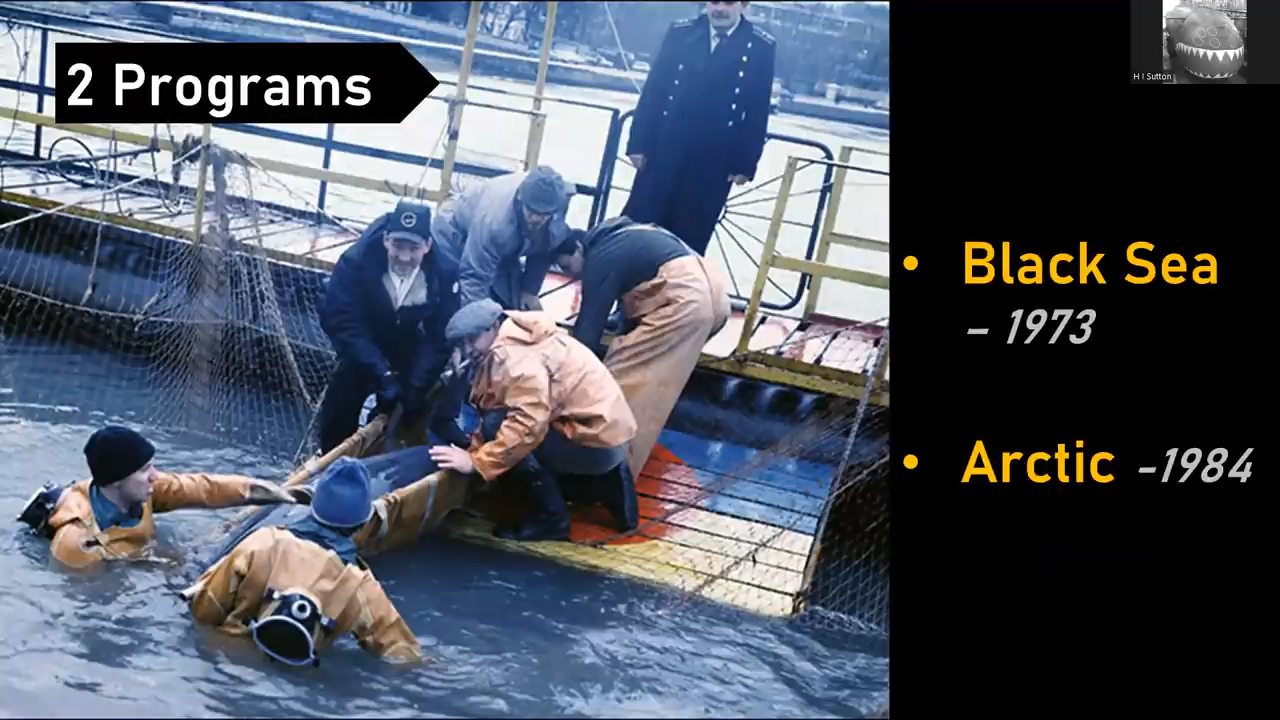 2 Programs
H I Sutton
• Black Sea
– 1973
• Arctic –1984